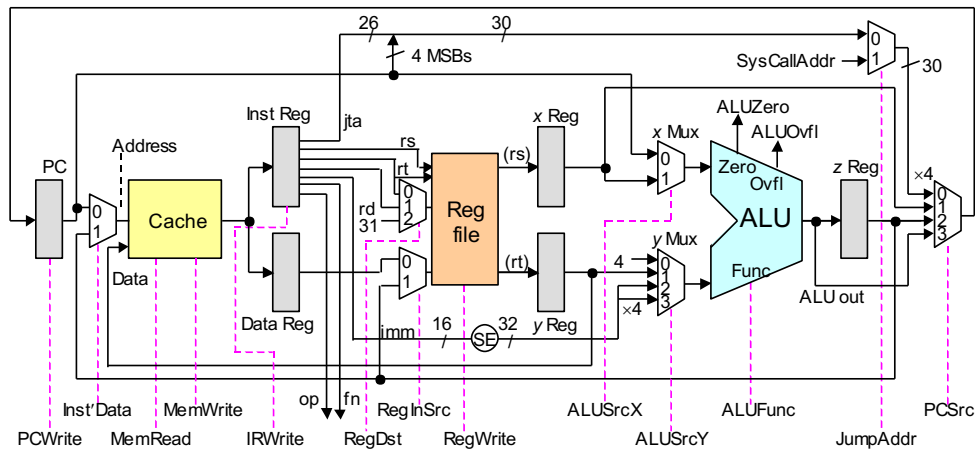 26
30
4 MSBs
SysCallAddr
0
1
30
Inst Reg
jta
x Reg
ALUZero
ALUOvfl
x Mux
rs
(rs)
Address
PC
rt
0
1
Zero
Ovfl
z Reg
×4
0
1
Cache
0
1
2
rd
31
Reg
file
0
1
2
3
ALU
y Mux
Data
0
1
(rt)
4
0
1
2
3
Func
ALU out
×4
Data Reg
imm
16
SE
32
y Reg
op
fn
Inst′Data
MemWrite
RegInSrc
ALUSrcX
ALUFunc
PCSrc
PCWrite
MemRead
IRWrite
RegDst
RegWrite
ALUSrcY
JumpAddr